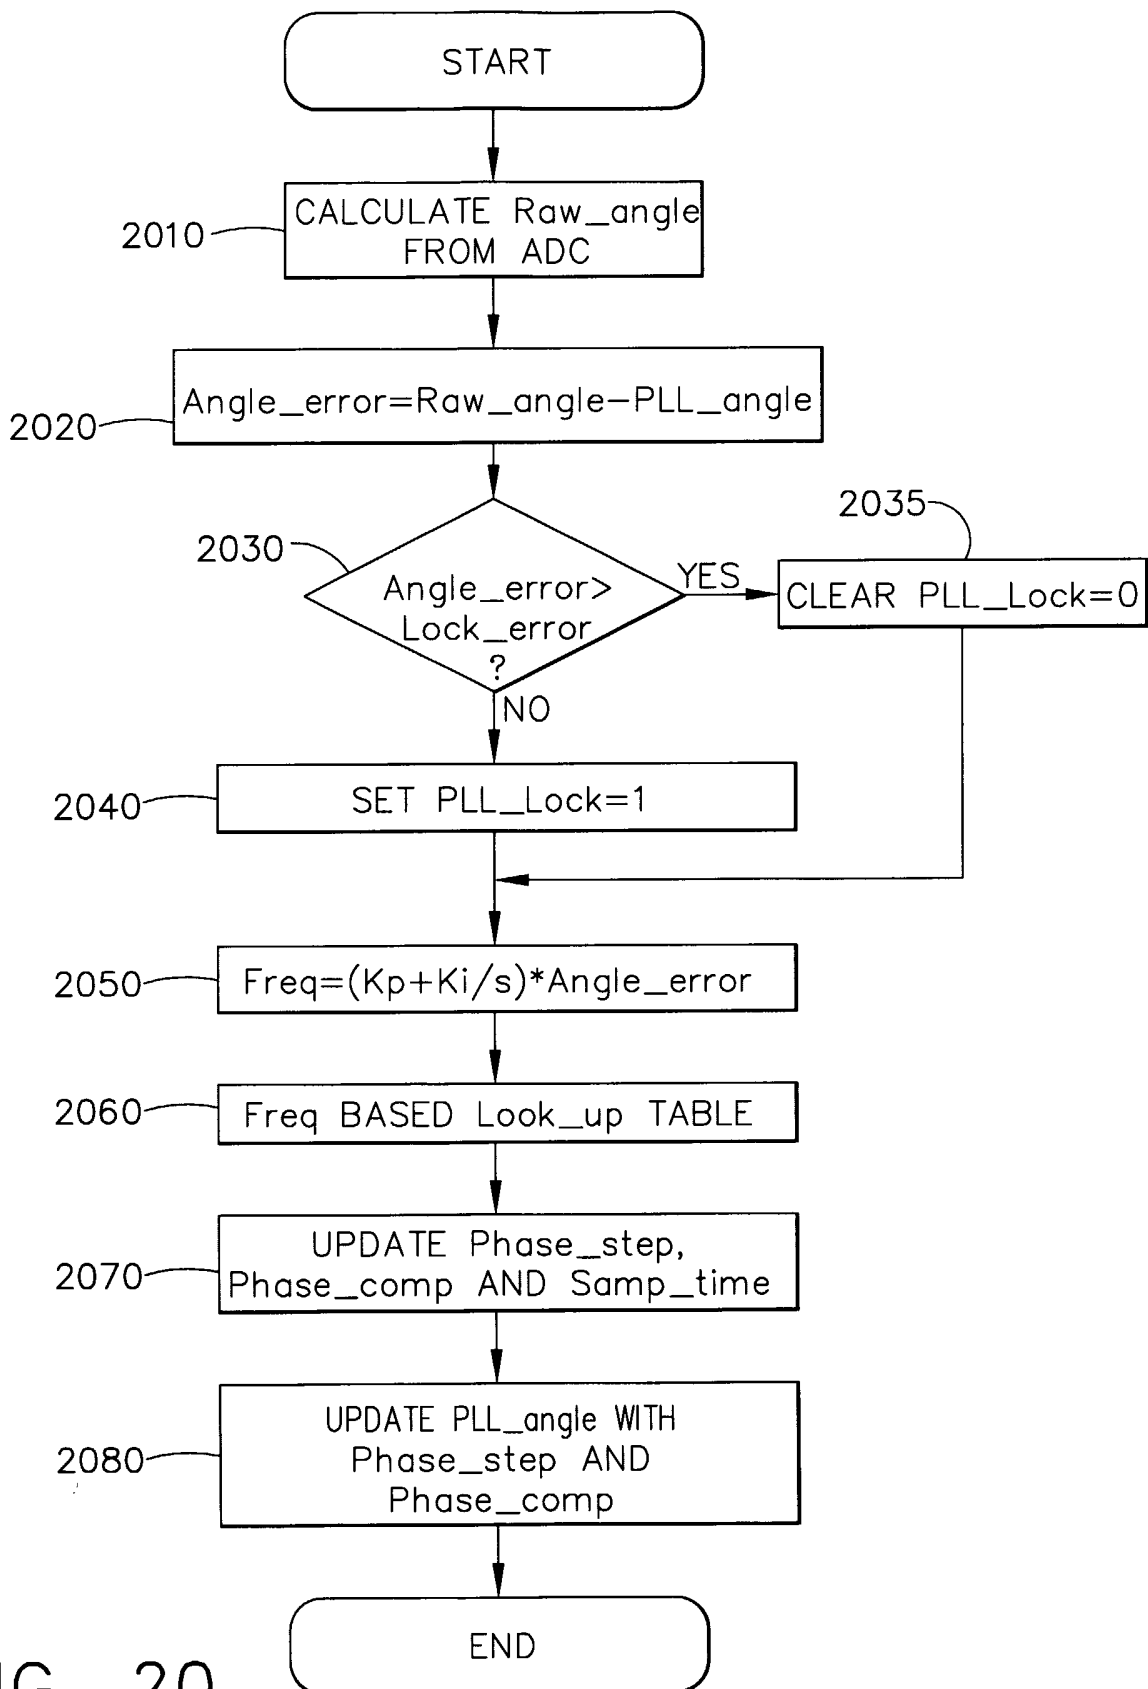 START
2010
CALCULATE Raw_angle
FROM ADC
2020
Angle_error=Raw_angle-PLL_angle
2030
Angle_error>
Lock_error
?
YES
2035
CLEAR PLL_Lock=0
NO
2040
SET PLL_Lock=1
2050
Freq=(Kp+Ki/s)*Angle_error
2060
Freq BASED Look_up TABLE
2070
UPDATE Phase_step,
Phase_comp AND Samp_time
2080
UPDATE PLL_angle WITH
Phase_step AND
Phase_comp
END
IG. 20